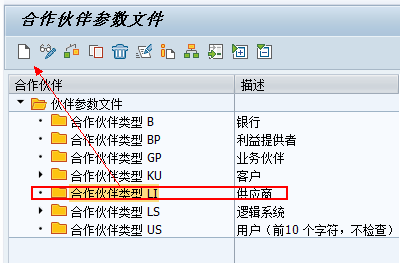 合作伙伴参数文件
合作伙伴 描述
伙伴参数文件
合作伙伴类型 B 银行
合作伙伴类型 BP 利益提供者
合作伙伴类型 GP 业务伙伴
合作伙伴类型 KU 客户
合作伙伴类型 LI 供应商
合作伙伴类型 LS 逻辑系统
合作伙伴类型 US 用户（前10 个字符，不检查）